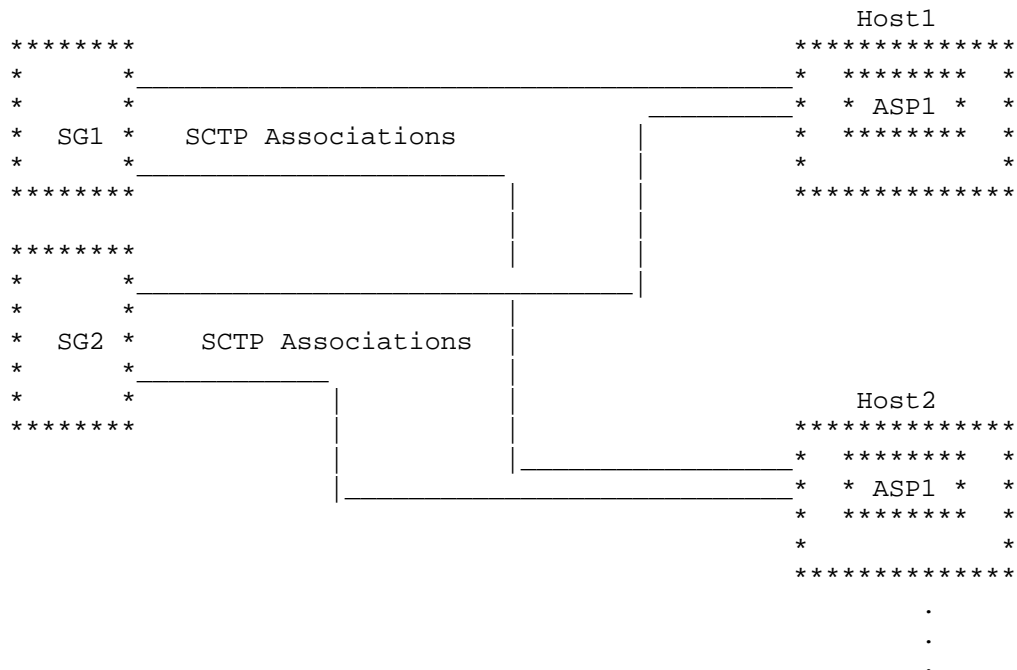 Host1
ASP1
SG1 SCTP Associations
SG2 SCTP Associations
Host2
ASP1